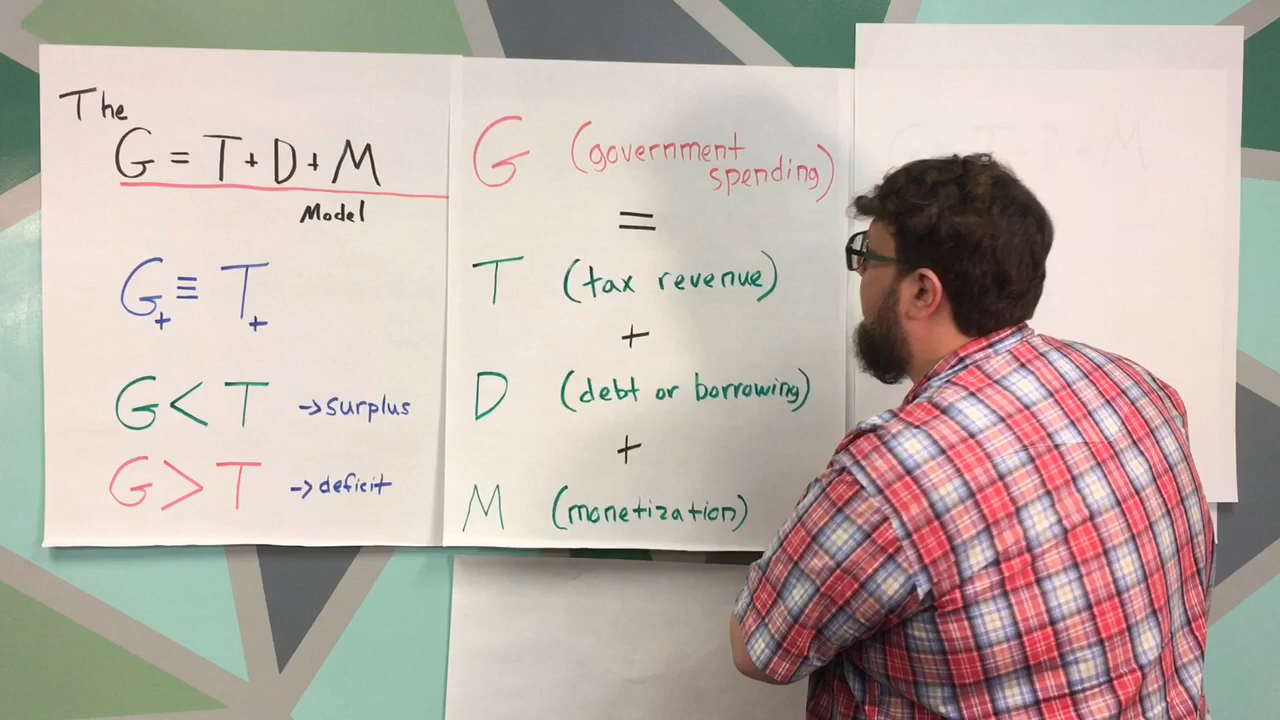 The
G = T + D + M
Model
G+ ≡ T+
G < T → surplus
G > T → deficit
G (government
spending)
=
T (tax revenue)
+
D (debt or borrowing)
+
M (monetization)